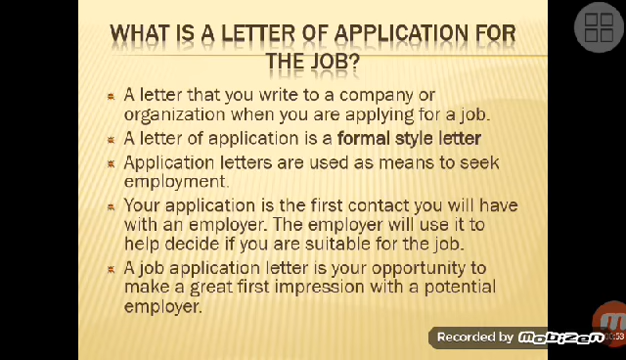 WHAT IS A LETTER OF APPLICATION FOR
THE JOB?
A letter that you write to a company or
organization when you are applying for a job.
A letter of application is a formal style letter
Application letters are used as means to seek
employment.
Your application is the first contact you will have
with an employer. The employer will use it to
help decide if you are suitable for the job.
A job application letter is your opportunity to
make a great first impression with a potential
employer.
Recorded by mobizen